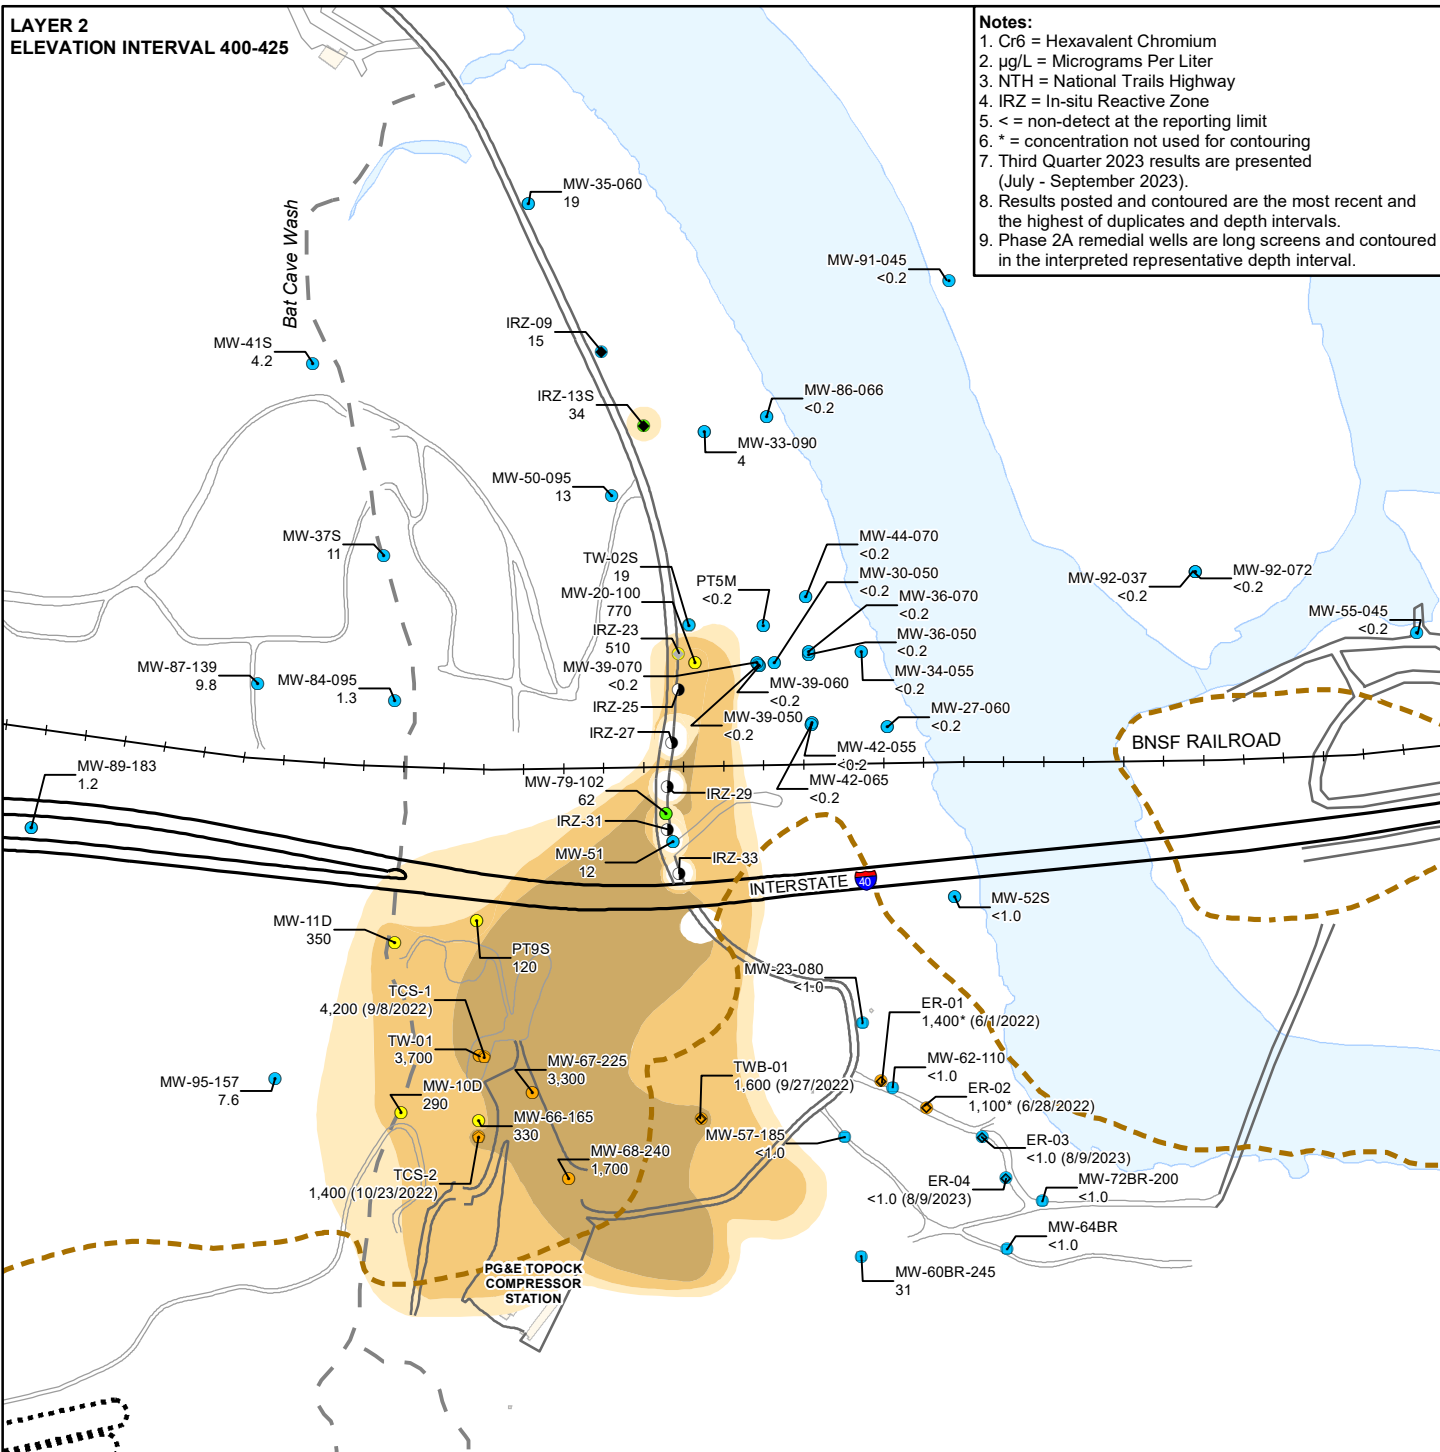 LAYER 2
ELEVATION INTERVAL 400-425
Notes:
1. Cr6 = Hexavalent Chromium
2. µg/L = Micrograms Per Liter
3. NTH = National Trails Highway
4. IRZ = In-situ Reactive Zone
5. < = non-detect at the reporting limit
6. * = concentration not used for contouring
7. Third Quarter 2023 results are presented
(July - September 2023).
8. Results posted and contoured are the most recent and
the highest of duplicates and depth intervals.
9. Phase 2A remedial wells are long screens and contoured
in the interpreted representative depth interval.
MW-35-060
19
Bat Cave Wash
MW-91-045
<0.2
IRZ-09
15
MW-41S
4.2
IRZ-13S
34
MW-86-066
<0.2
MW-33-090
4
MW-50-095
13
MW-37S
11
MW-44-070
<0.2
TW-02S
19
PT5M
<0.2
MW-30-050
<0.2
MW-92-037
<0.2
MW-92-072
<0.2
MW-20-100
770
MW-36-070
<0.2
MW-55-045
<0.2
IRZ-23
510
MW-36-050
<0.2
MW-87-139
9.8
MW-84-095
1.3
MW-39-070
<0.2
MW-39-060
<0.2
MW-34-055
<0.2
IRZ-25
MW-39-050
<0.2
MW-27-060
<0.2
IRZ-27
MW-42-055
<0.2
BNSF RAILROAD
MW-89-183
1.2
MW-79-102
62
MW-42-065
<0.2
IRZ-29
IRZ-31
MW-51
12
IRZ-33
INTERSTATE
40
MW-52S
<1.0
MW-11D
350
PT9S
120
MW-23-080
<1.0
TCS-1
4,200 (9/8/2022)
ER-01
1,400* (6/1/2022)
TW-01
3,700
MW-67-225
3,300
TWB-01
1,600 (9/27/2022)
MW-62-110
<1.0
MW-95-157
7.6
MW-10D
290
ER-02
1,100* (6/28/2022)
MW-66-165
330
MW-57-185
<1.0
ER-03
<1.0 (8/9/2023)
MW-68-240
1,700
TCS-2
1,400 (10/23/2022)
ER-04
<1.0 (8/9/2023)
MW-72BR-200
<1.0
MW-64BR
<1.0
PG&E TOPOCK
COMPRESSOR
STATION
MW-60BR-245
31